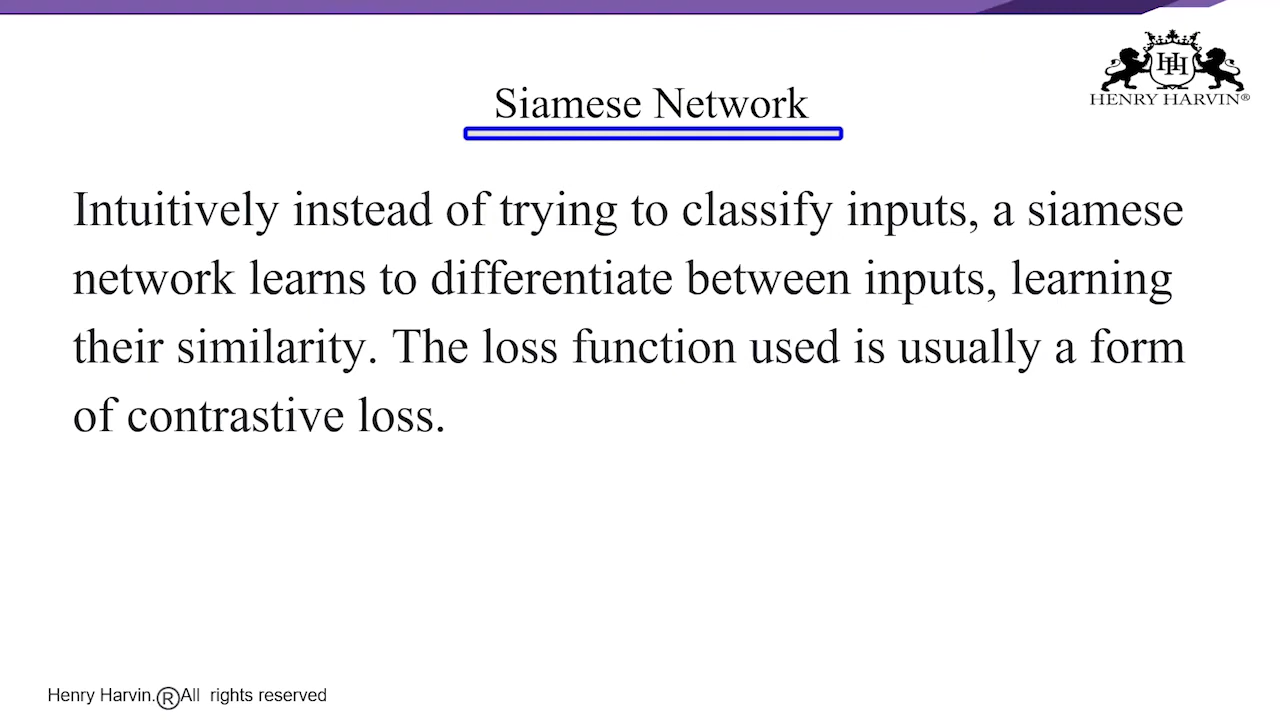 HH
HENRY HARVIN®
Siamese Network
Intuitively instead of trying to classify inputs, a siamese
network learns to differentiate between inputs, learning
their similarity. The loss function used is usually a form
of contrastive loss.
Henry Harvin.®All rights reserved